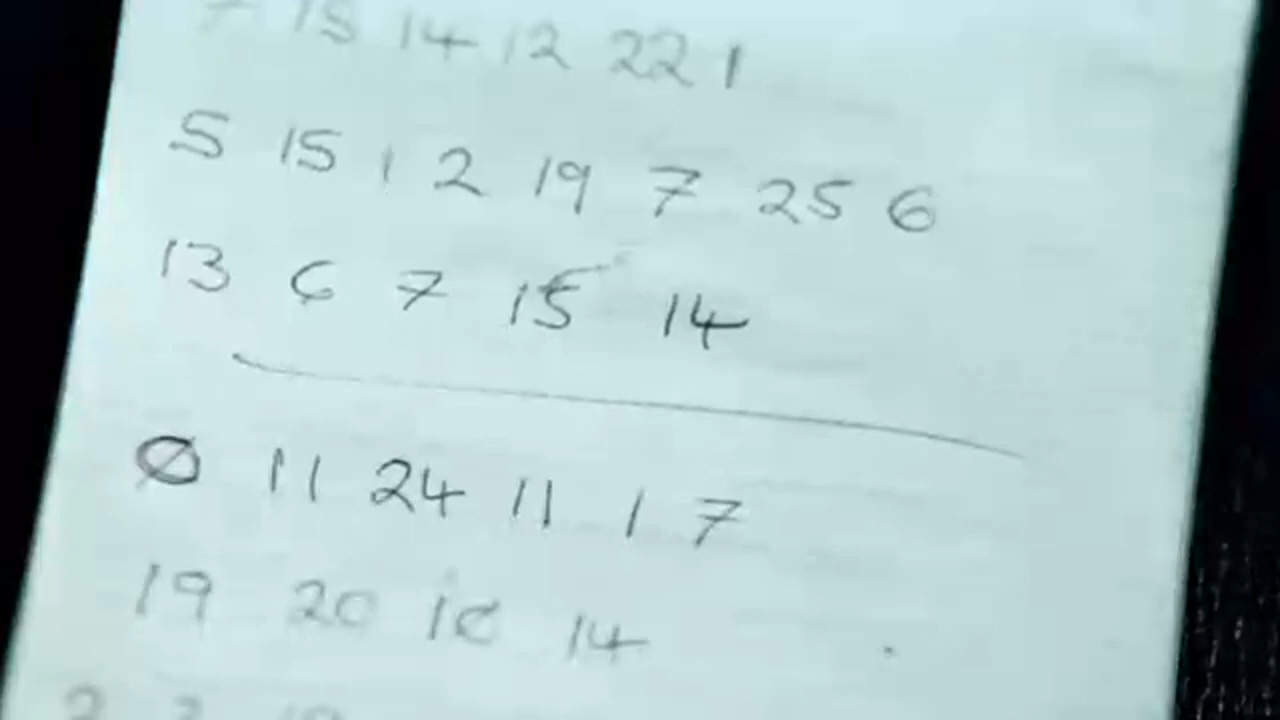 7 15 14 12 22 1
5 15 1 2 19 7 25 6
13 6 7 15 14
Ø 11 24 11 1 7
19 20 10 14